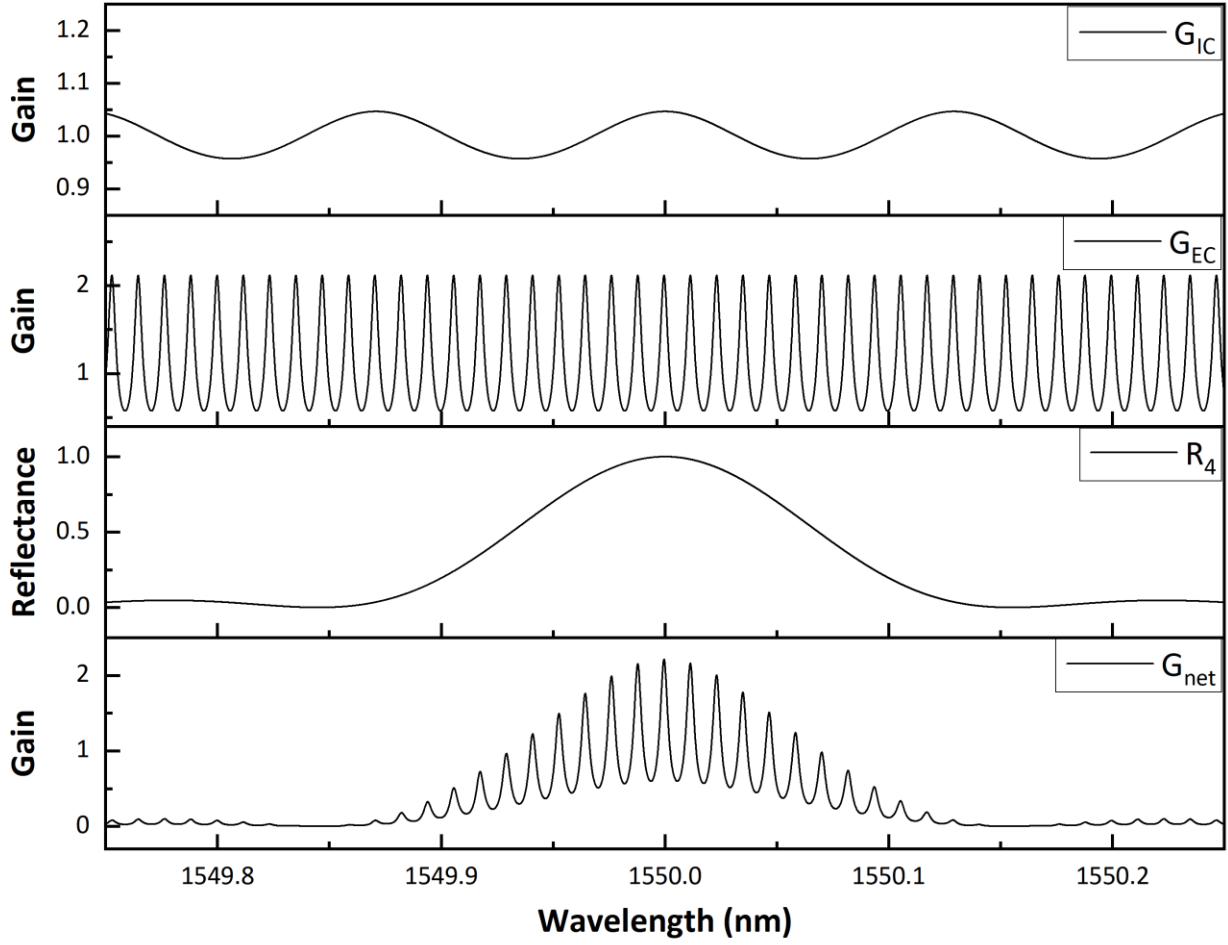 Gain
1.2
1.1
1.0
0.9
G_IC
Gain
2
1
G_EC
Reflectance
1.0
0.5
0.0
R_4
Gain
2
1
0
G_net
1549.8 1549.9 1550.0 1550.1 1550.2
Wavelength (nm)